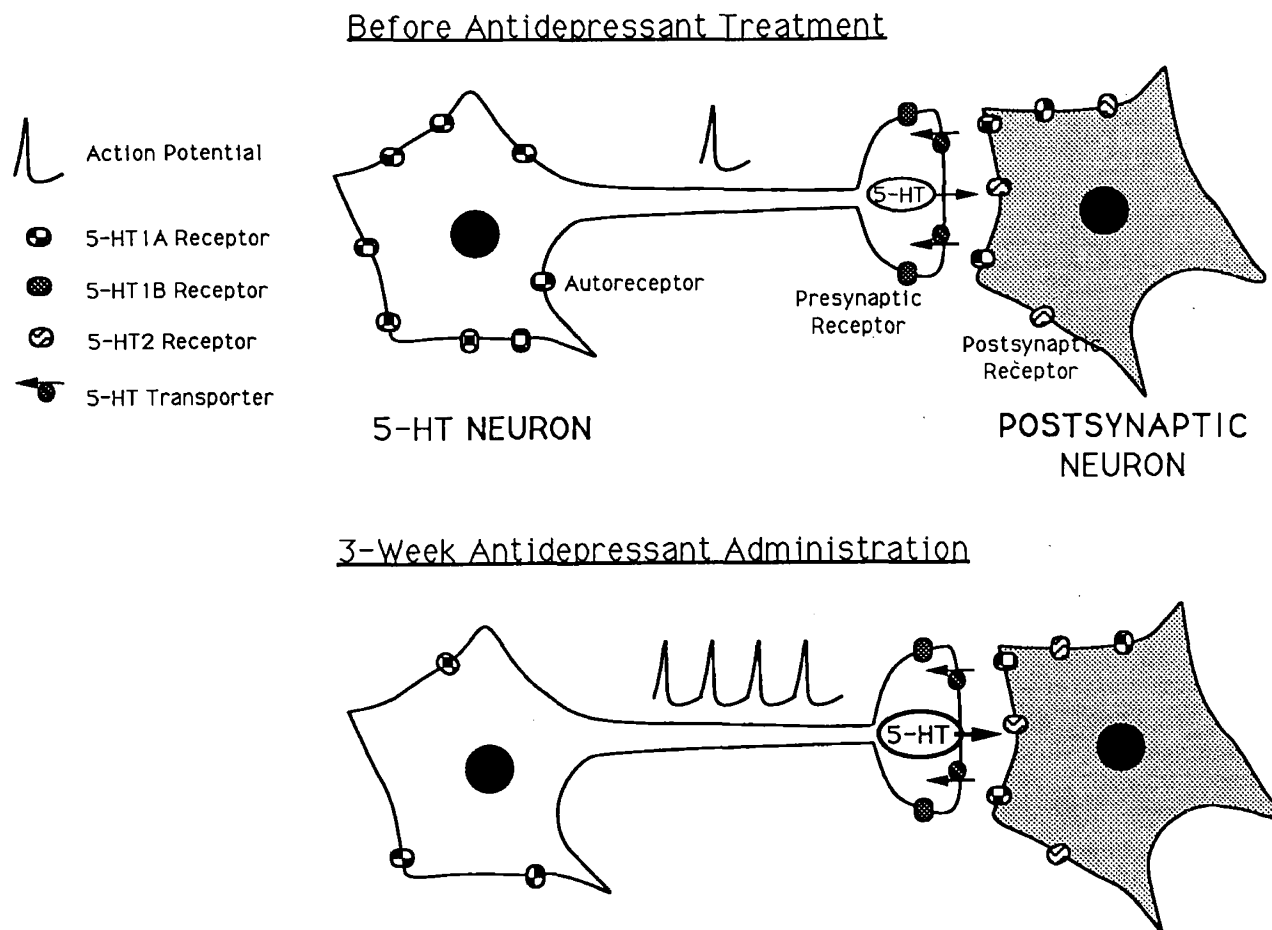 Before Antidepressant Treatment
Action Potential
5-HT1A Receptor
5-HT1B Receptor
5-HT2 Receptor
5-HT Transporter
5-HT
Autoreceptor
Presynaptic
Receptor
Postsynaptic
Receptor
5-HT NEURON
POSTSYNAPTIC
NEURON
3-Week Antidepressant Administration
5-HT